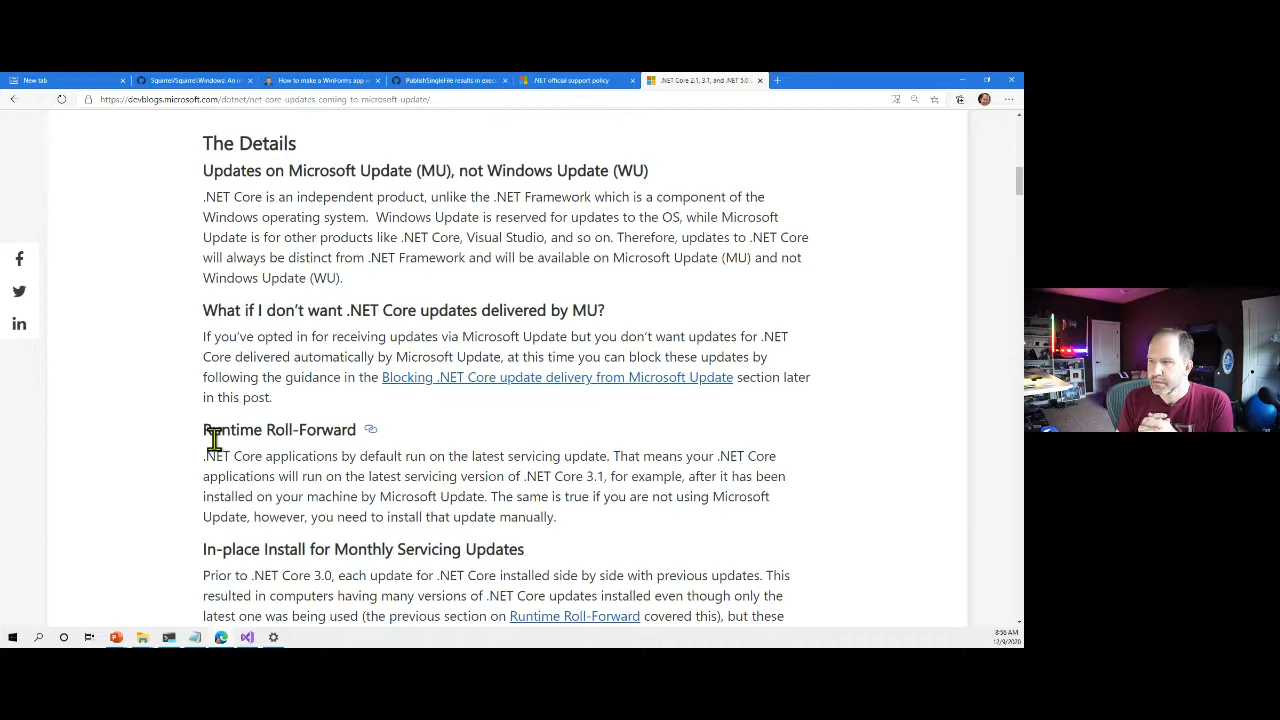 New tab
Squirrel/Squirrel.Windows: An in
How to make a WinForms app
PublishSingleFile results in exec
.NET official support policy
.NET Core 2.1, 3.1, and .NET 5.0
https://devblogs.microsoft.com/dotnet/net-core-updates-coming-to-microsoft-update/
The Details
Updates on Microsoft Update (MU), not Windows Update (WU)
.NET Core is an independent product, unlike the .NET Framework which is a component of the
Windows operating system. Windows Update is reserved for updates to the OS, while Microsoft
Update is for other products like .NET Core, Visual Studio, and so on. Therefore, updates to .NET Core
will always be distinct from .NET Framework and will be available on Microsoft Update (MU) and not
Windows Update (WU).
What if I don't want .NET Core updates delivered by MU?
If you've opted in for receiving updates via Microsoft Update but you don't want updates for .NET
Core delivered automatically by Microsoft Update, at this time you can block these updates by
following the guidance in the Blocking .NET Core update delivery from Microsoft Update section later
in this post.
Runtime Roll-Forward
.NET Core applications by default run on the latest servicing update. That means your .NET Core
applications will run on the latest servicing version of .NET Core 3.1, for example, after it has been
installed on your machine by Microsoft Update. The same is true if you are not using Microsoft
Update, however, you need to install that update manually.
In-place Install for Monthly Servicing Updates
Prior to .NET Core 3.0, each update for .NET Core installed side by side with previous updates. This
resulted in computers having many versions of .NET Core updates installed even though only the
latest one was being used (the previous section on Runtime Roll-Forward covered this), but these
8:56 AM
12/9/2020